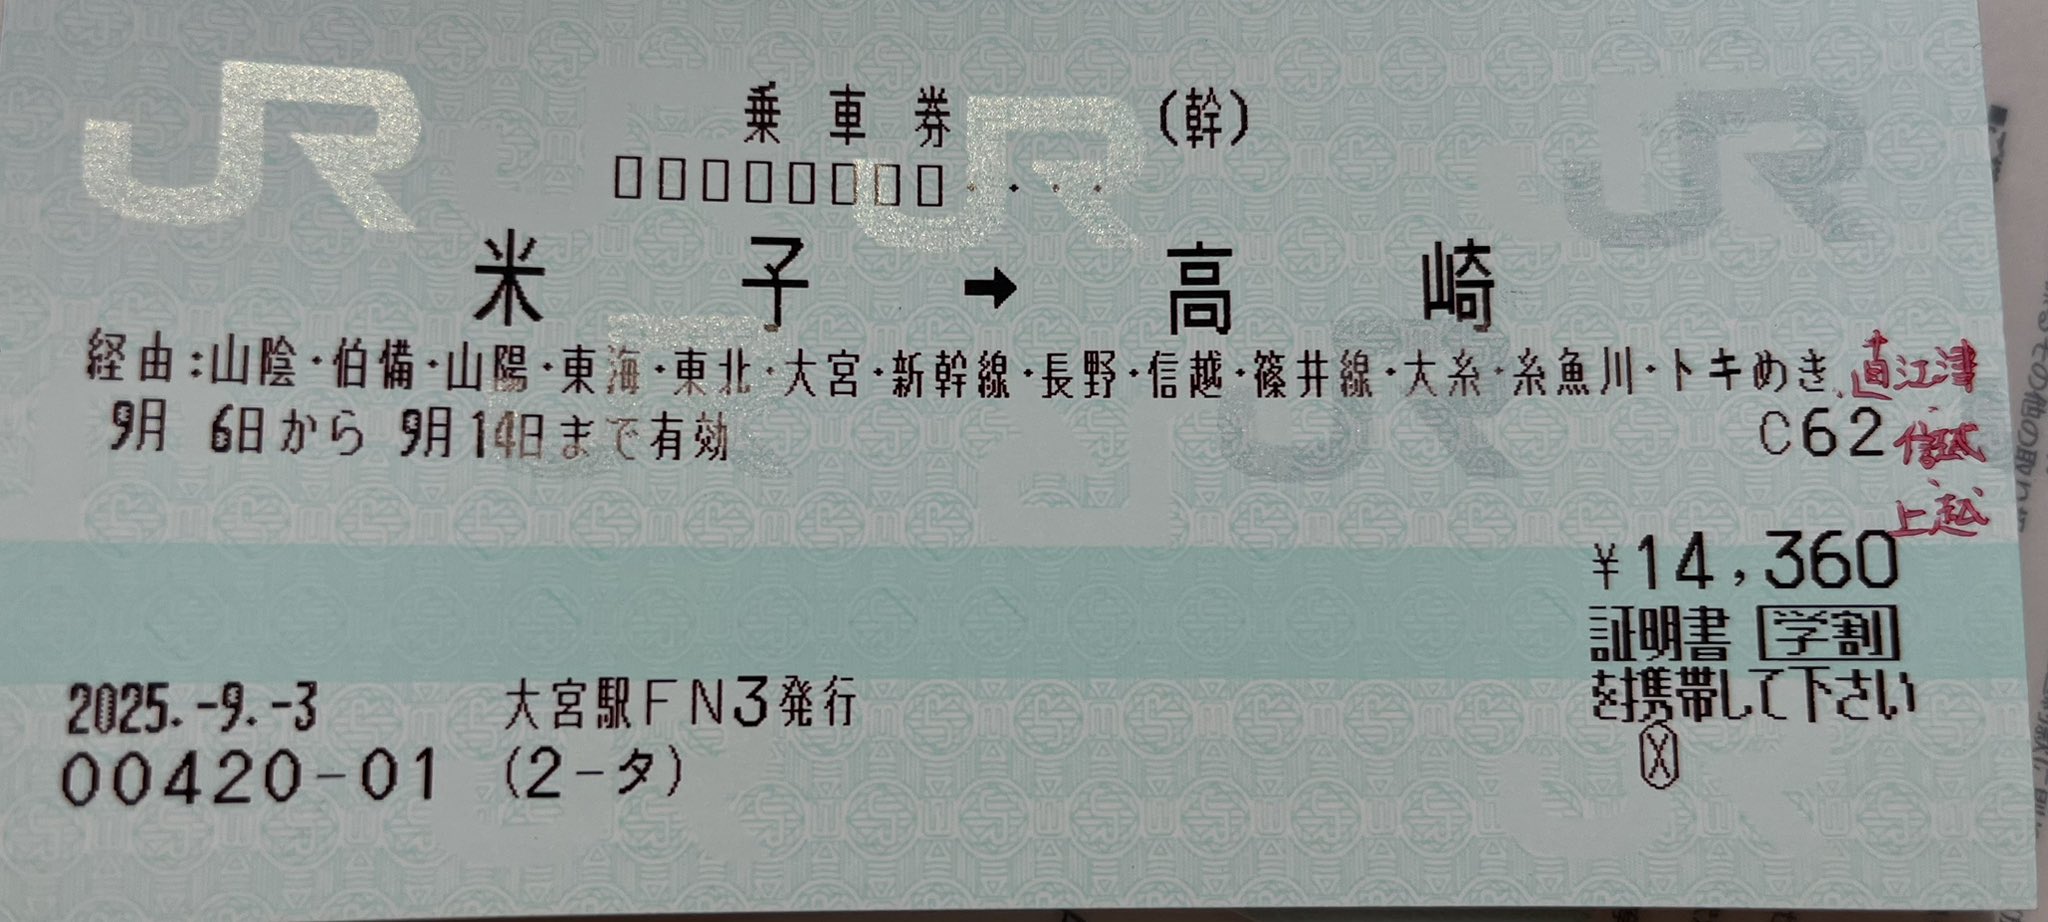 乗車券 (幹)
米子 → 高崎
経由:山陰・伯備・山陽・東海・東北・大宮・新幹線・長野・信越・篠井線・大糸・糸魚川・トキめき、直江津
9月 6日から 9月14日まで有効 C62 信越
上越
¥14,360
証明書 学割
を携帯して下さい
2025.-9.-3 大宮駅FN3発行
00420-01 (2-タ) Ⓧ
JR
JR
JR